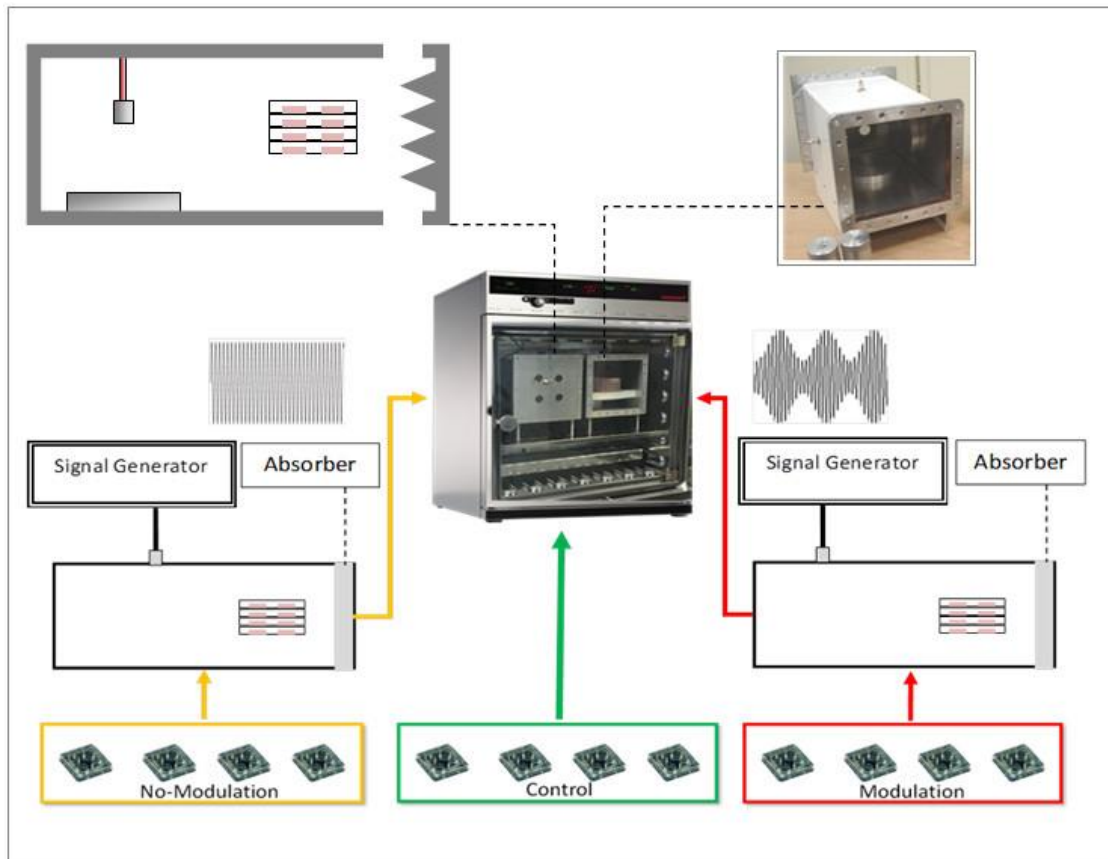 Signal Generator
Absorber
Signal Generator
Absorber
No-Modulation
Control
Modulation